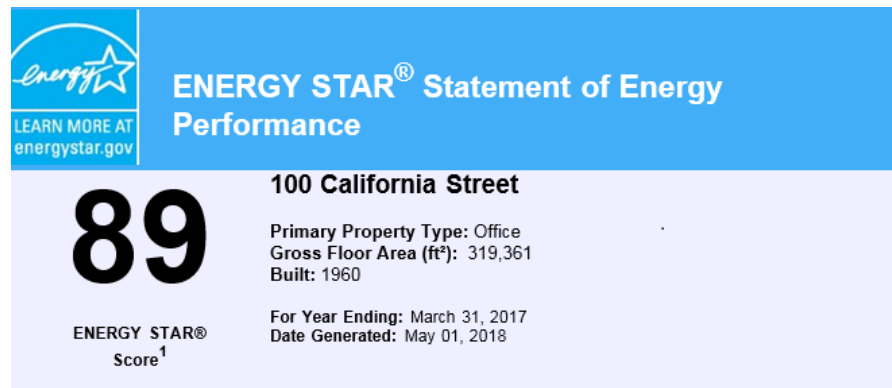 energy
LEARN MORE AT
energystar.gov
ENERGY STAR® Statement of Energy
Performance
89
ENERGY STAR®
Score1
100 California Street
Primary Property Type: Office
Gross Floor Area (ft²): 319,361
Built: 1960
For Year Ending: March 31, 2017
Date Generated: May 01, 2018